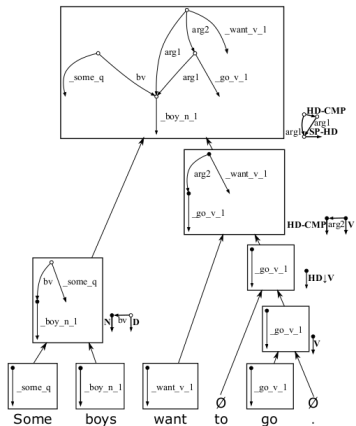 _want_v_1
arg2
arg1
_some_q
bv
arg1
_go_v_1
_boy_n_1
HD-CMP
arg1
arg1
SP-HD
arg2
_want_v_1
_go_v_1
HD-CMP
arg2
V
bv
_some_q
_boy_n_1
N
bv
D
_go_v_1
HD↓V
_go_v_1
V
_some_q
_boy_n_1
_want_v_1
Ø
_go_v_1
Ø
Some boys want to go .